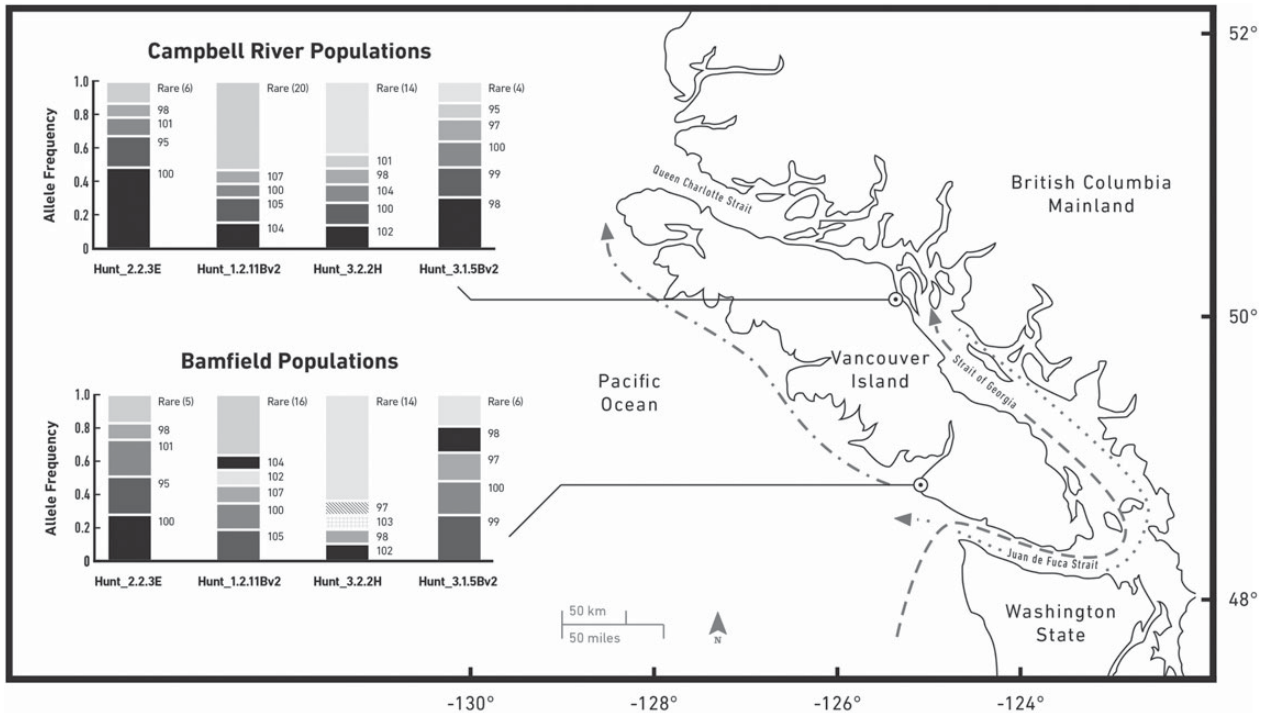 Campbell River Populations
Allele Frequency
1.0
0.8
0.6
0.4
0.2
0
Rare (6)
98
101
95
100
Rare (20)
107
100
105
104
Rare (14)
101
98
104
100
102
Rare (4)
95
97
100
99
98
Hunt_2.2.3E
Hunt_1.2.11Bv2
Hunt_3.2.2H
Hunt_3.1.5Bv2
Bamfield Populations
Allele Frequency
1.0
0.8
0.6
0.4
0.2
0
Rare (5)
98
101
95
100
Rare (16)
104
102
107
100
105
Rare (14)
97
103
98
102
Rare (6)
98
97
100
99
Hunt_2.2.3E
Hunt_1.2.11Bv2
Hunt_3.2.2H
Hunt_3.1.5Bv2
Queen Charlotte Strait
British Columbia
Mainland
Vancouver
Island
Strait of Georgia
Pacific
Ocean
Juan de Fuca Strait
Washington
State
50 km
50 miles
N
52°
50°
48°
-130°
-128°
-126°
-124°